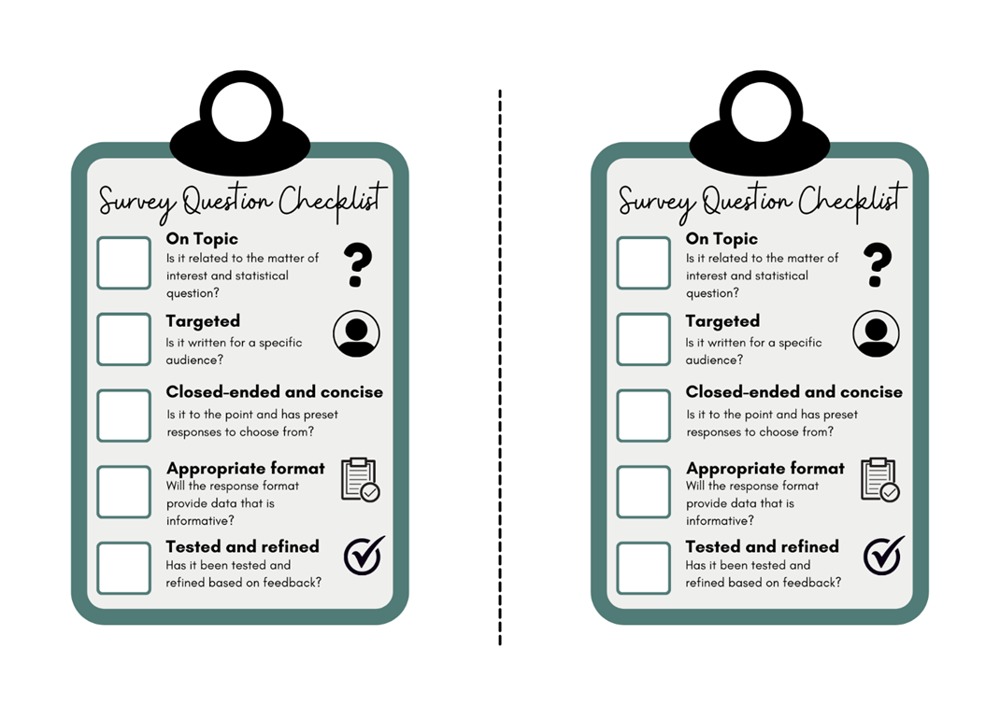 Survey Question Checklist
On Topic
Is it related to the matter of
interest and statistical
question?
Targeted
Is it written for a specific
audience?
Closed-ended and concise
Is it to the point and has preset
responses to choose from?
Appropriate format
Will the response format
provide data that is
informative?
Tested and refined
Has it been tested and
refined based on feedback?
Survey Question Checklist
On Topic
Is it related to the matter of
interest and statistical
question?
Targeted
Is it written for a specific
audience?
Closed-ended and concise
Is it to the point and has preset
responses to choose from?
Appropriate format
Will the response format
provide data that is
informative?
Tested and refined
Has it been tested and
refined based on feedback?